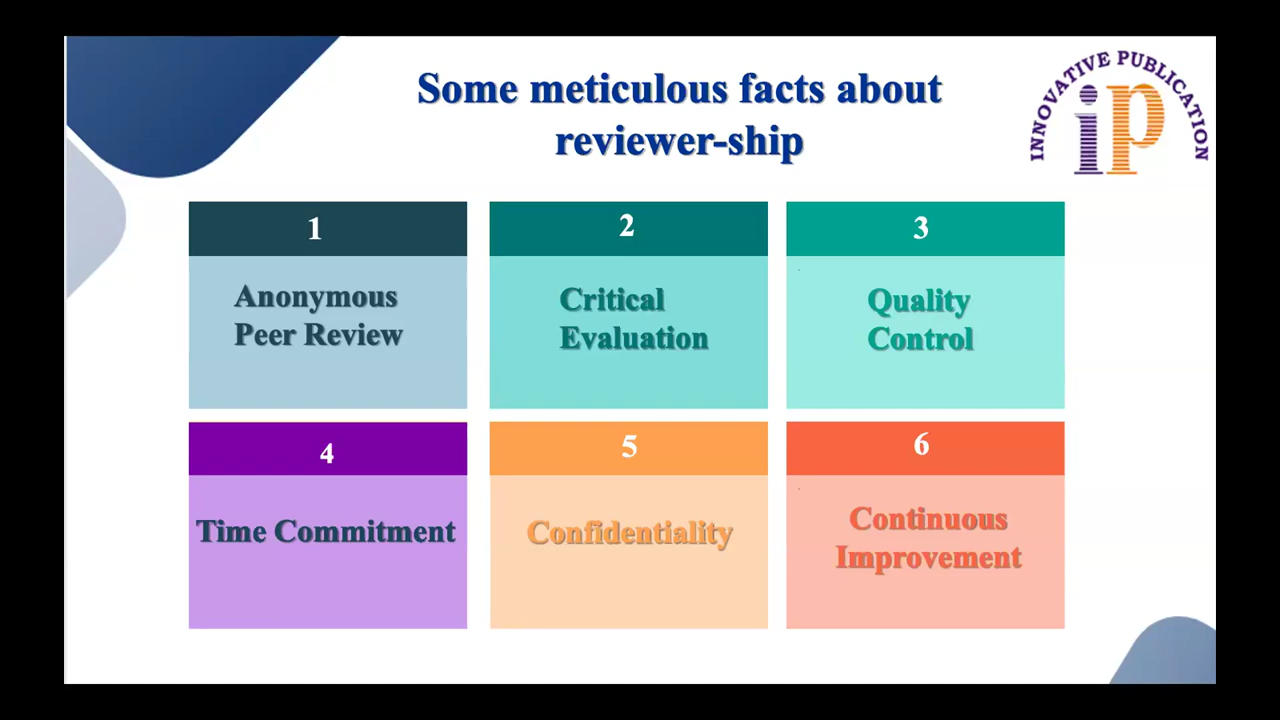 Some meticulous facts about
reviewer-ship
INNOVATIVE PUBLICATION
ip
1
Anonymous
Peer Review
2
Critical
Evaluation
3
Quality
Control
4
Time Commitment
5
Confidentiality
6
Continuous
Improvement